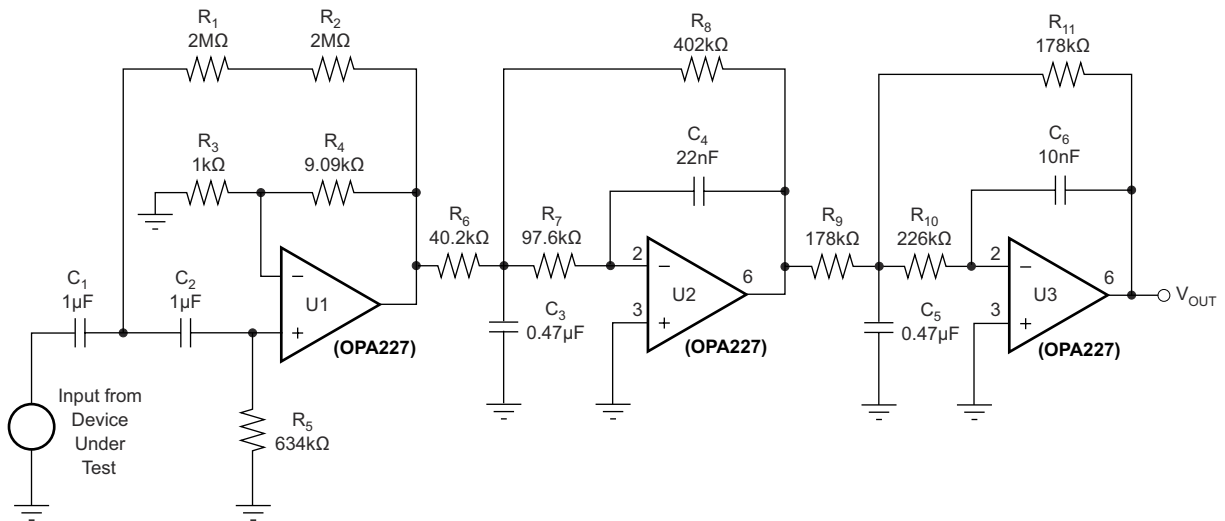 R1
2MΩ
R2
2MΩ
R8
402kΩ
R11
178kΩ
R3
1kΩ
R4
9.09kΩ
C4
22nF
C6
10nF
R6
40.2kΩ
R7
97.6kΩ
R9
178kΩ
R10
226kΩ
C1
1µF
C2
1µF
−
U1
+
(OPA227)
2
−
U2
6
3
+
(OPA227)
2
−
U3
6
3
+
(OPA227)
VOUT
C3
0.47µF
C5
0.47µF
Input from
Device
Under
Test
R5
634kΩ